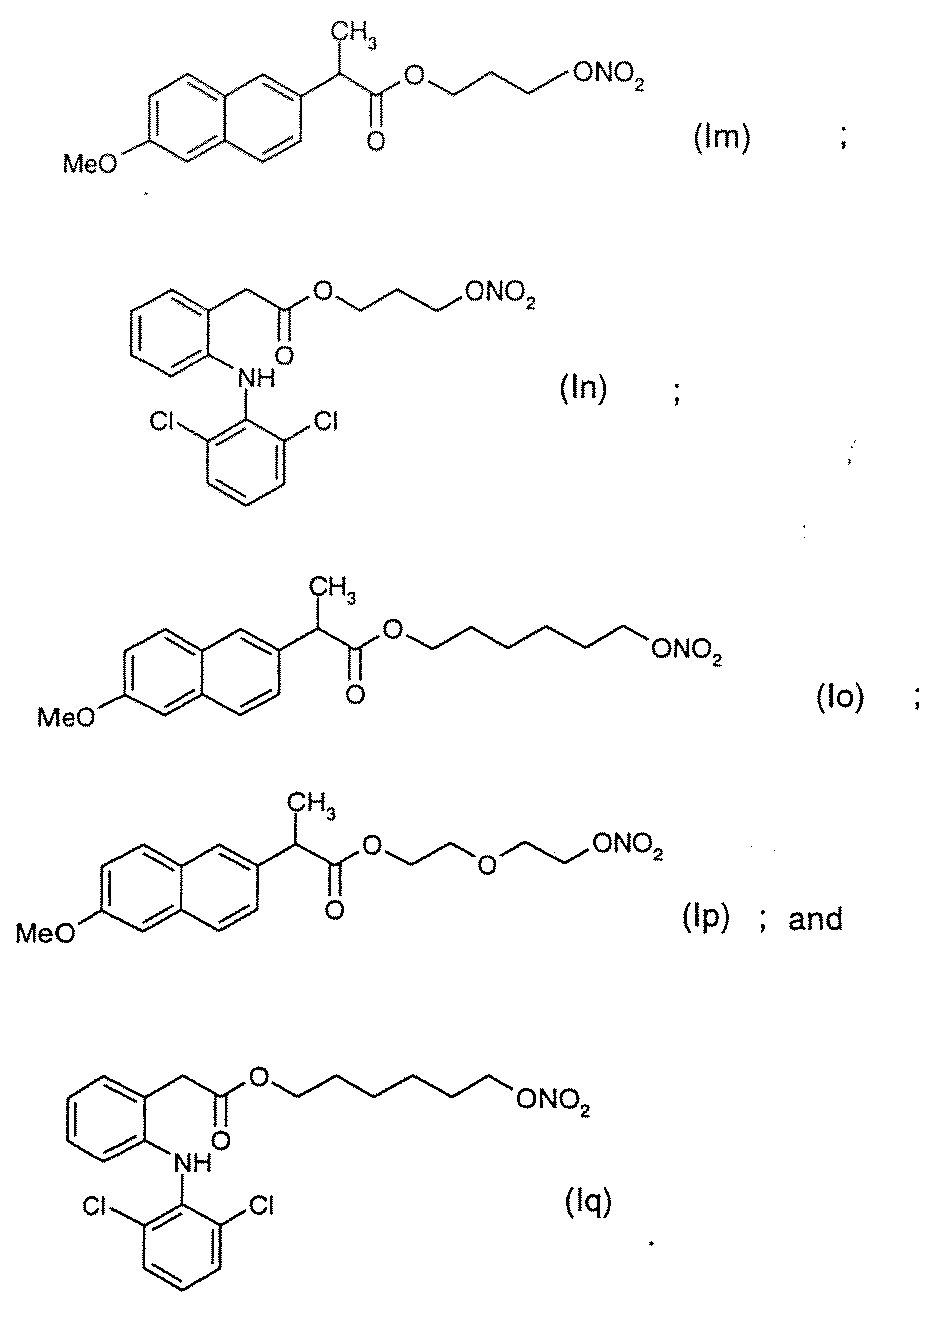 CH3
O
ONO2
O
MeO
(Im) ;
O
ONO2
O
NH
Cl
Cl
(In) ;
CH3
O
ONO2
O
MeO
(Io) ;
CH3
O
ONO2
O
O
MeO
(Ip) ; and
O
ONO2
O
NH
Cl
Cl
(Iq)
.